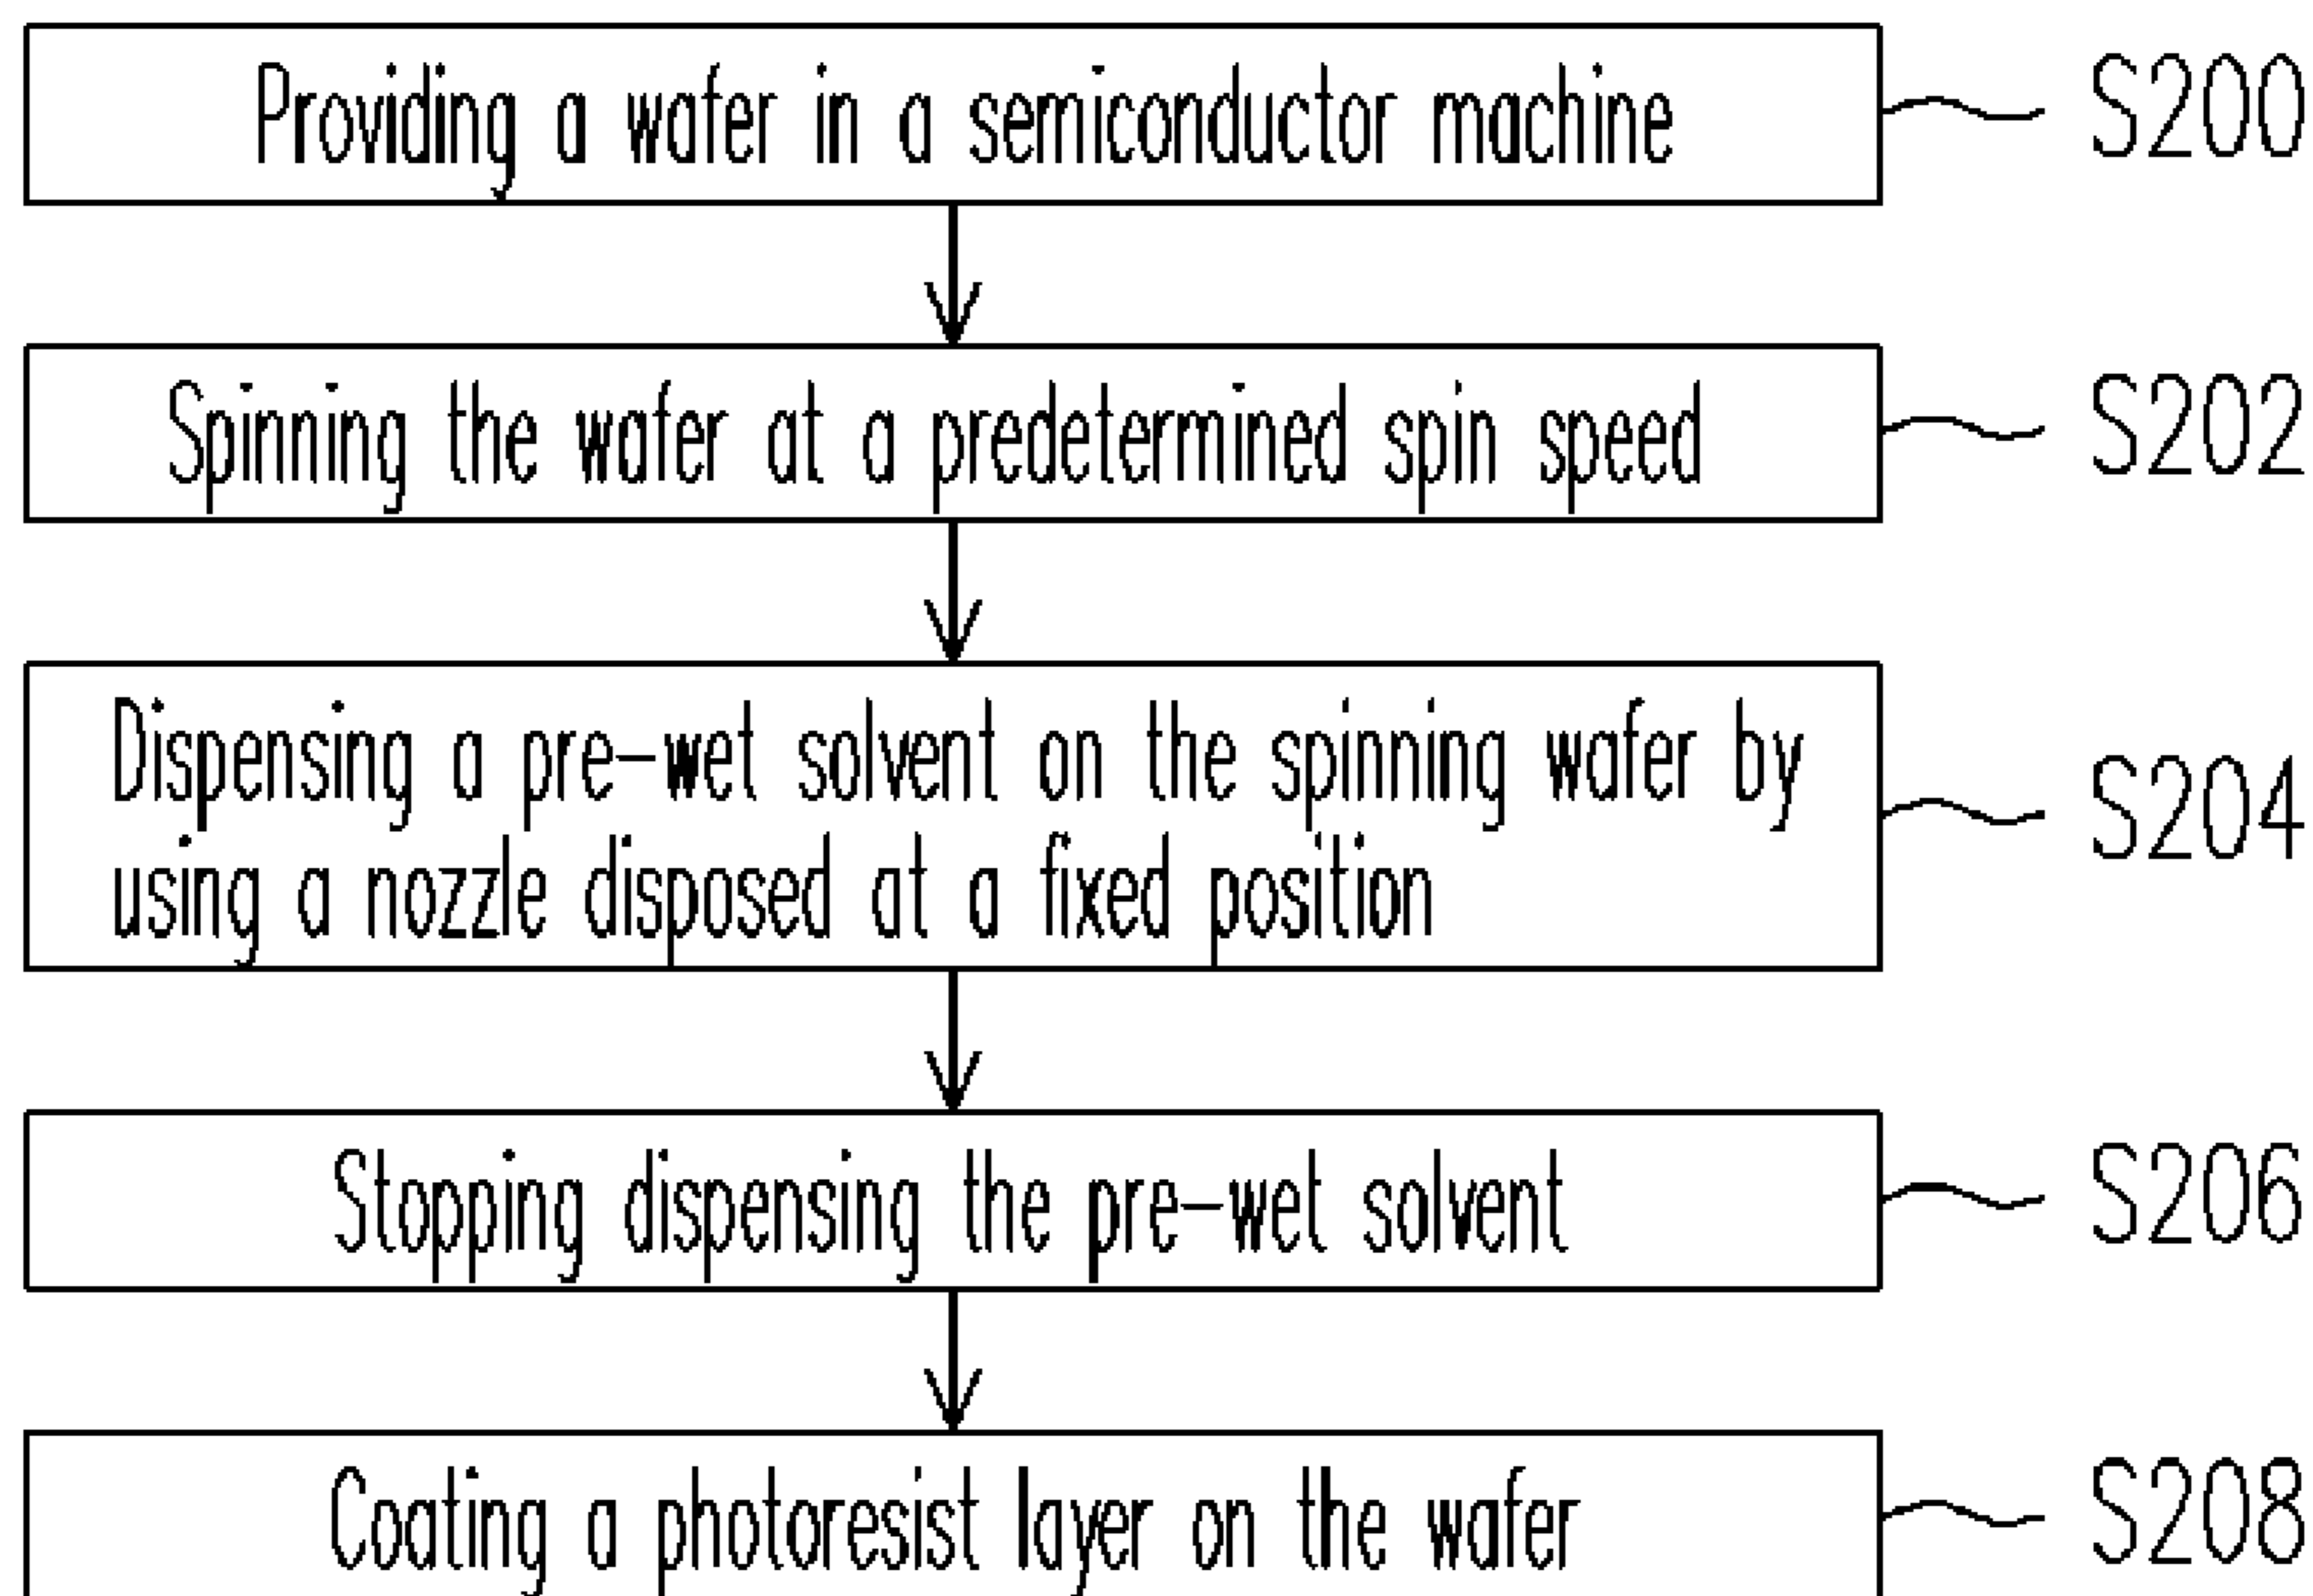 Providing a wafer in a semiconductor machine
S200
Spinning the wafer at a predetermined spin speed
S202
Dispensing a pre-wet solvent on the spinning wafer by
using a nozzle disposed at a fixed position
S204
Stopping dispensing the pre-wet solvent
S206
Coating a photoresist layer on the wafer
S208